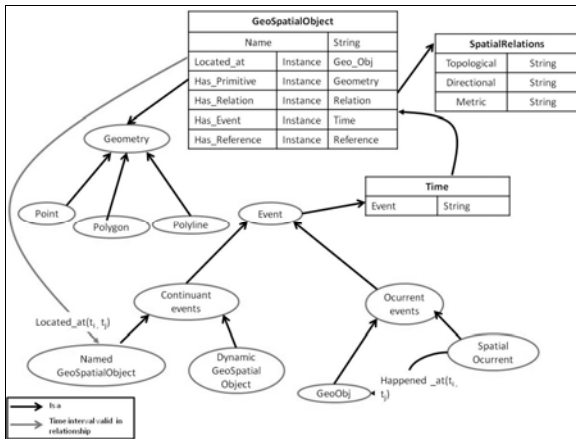 GeoSpatialObject
Name String
Located_at Instance Geo_Obj
Has_Primitive Instance Geometry
Has_Relation Instance Relation
Has_Event Instance Time
Has_Reference Instance Reference
SpatialRelations
Topological String
Directional String
Metric String
Geometry
Point
Polygon
Polyline
Time
Event String
Event
Continuant
events
Ocurrent
events
Located_at(ti, tj)
Named
GeoSpatialObject
Dynamic
GeoSpatial
Object
GeoObj
Happened _at(ti,
tj)
Spatial
Ocurrent
Is a
Time interval valid in
relationship